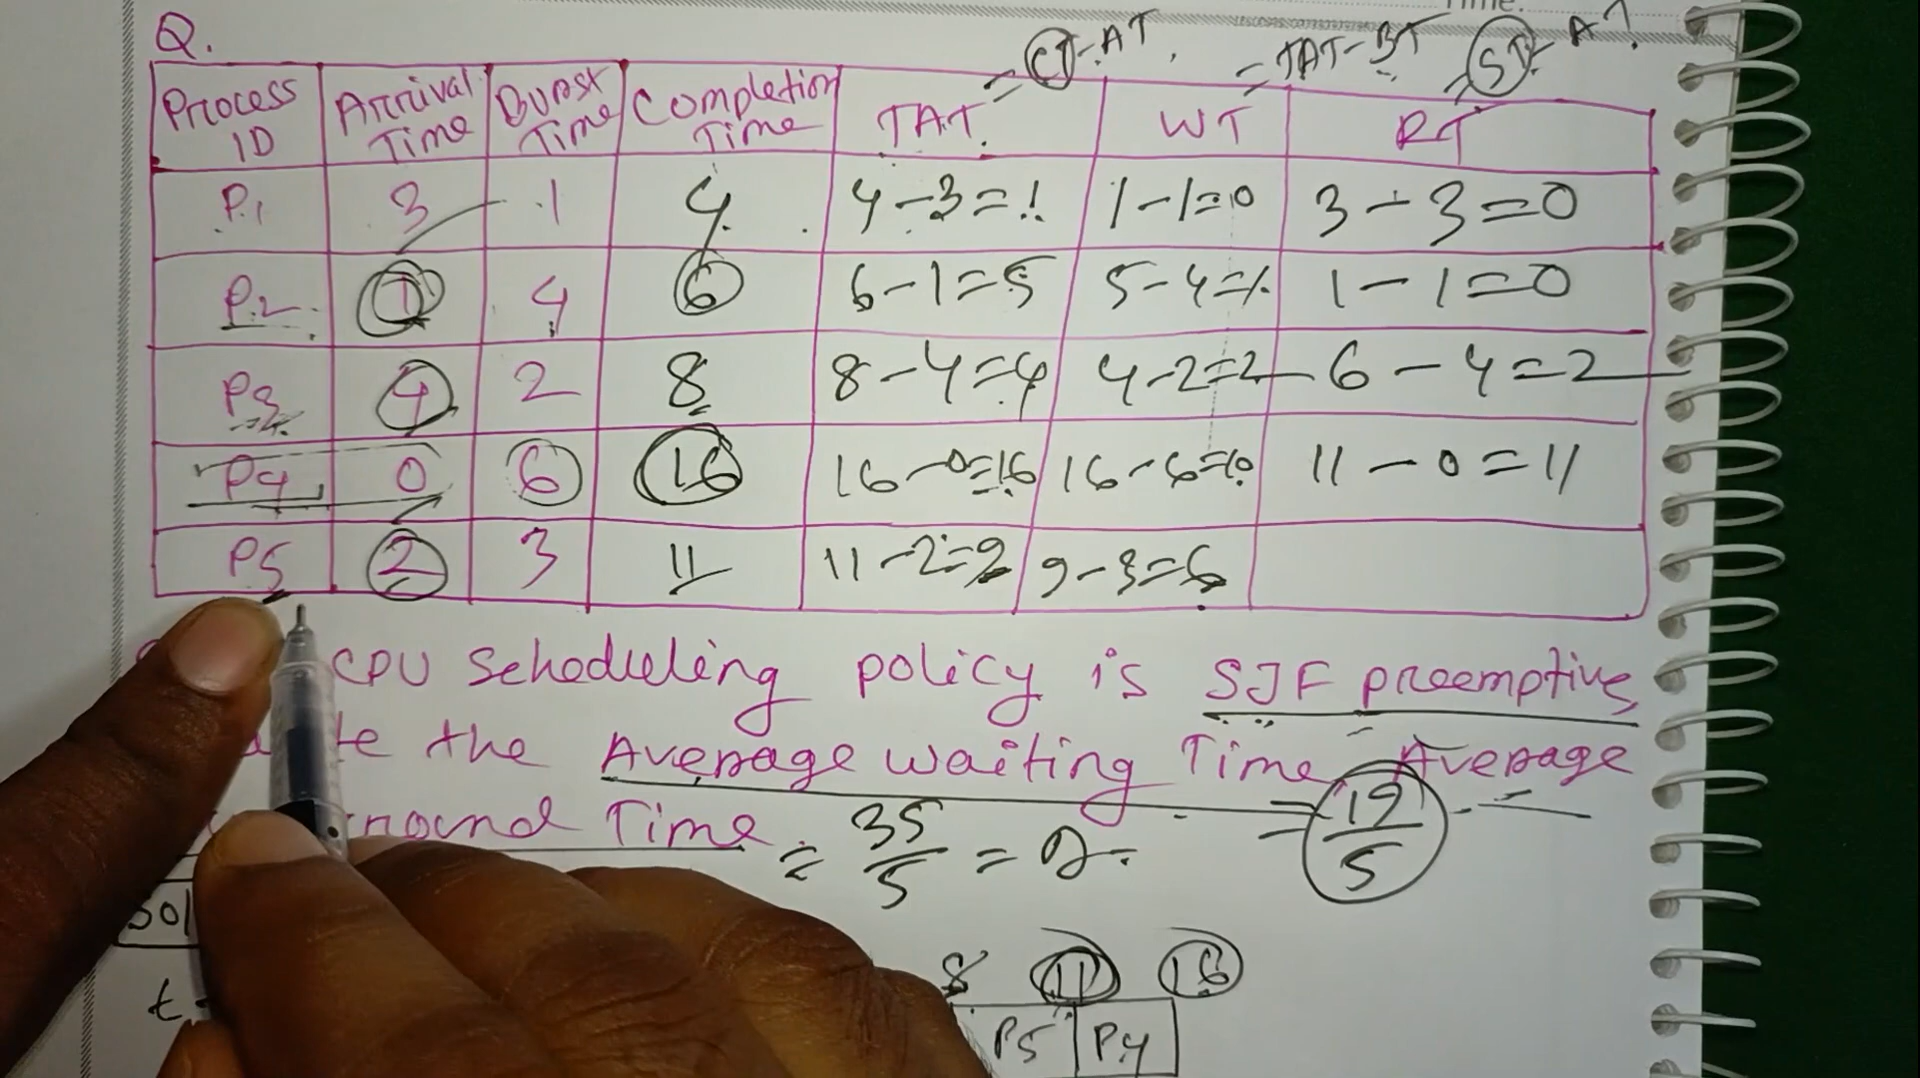 Time.
Q.
= CT-AT, = TAT-BT = ST-AT
Process ID Arrival Time Burst Time Completion Time TAT WT RT
P1 3 1 4 4-3=1 1-1=0 3-3=0
P2 1 4 6 6-1=5 5-4=1 1-1=0
P3 4 2 8 8-4=4 4-2=2 6-4=2
P4 0 6 16 16-0=16 16-6=10 11-0=11
P5 2 3 11 11-2=9 9-3=6
CPU Scheduling policy is SJF preemptive
te the Average waiting Time, Average
round Time. = 35/5 = = 19/5
Sol
t 8 11 16
P5 P4